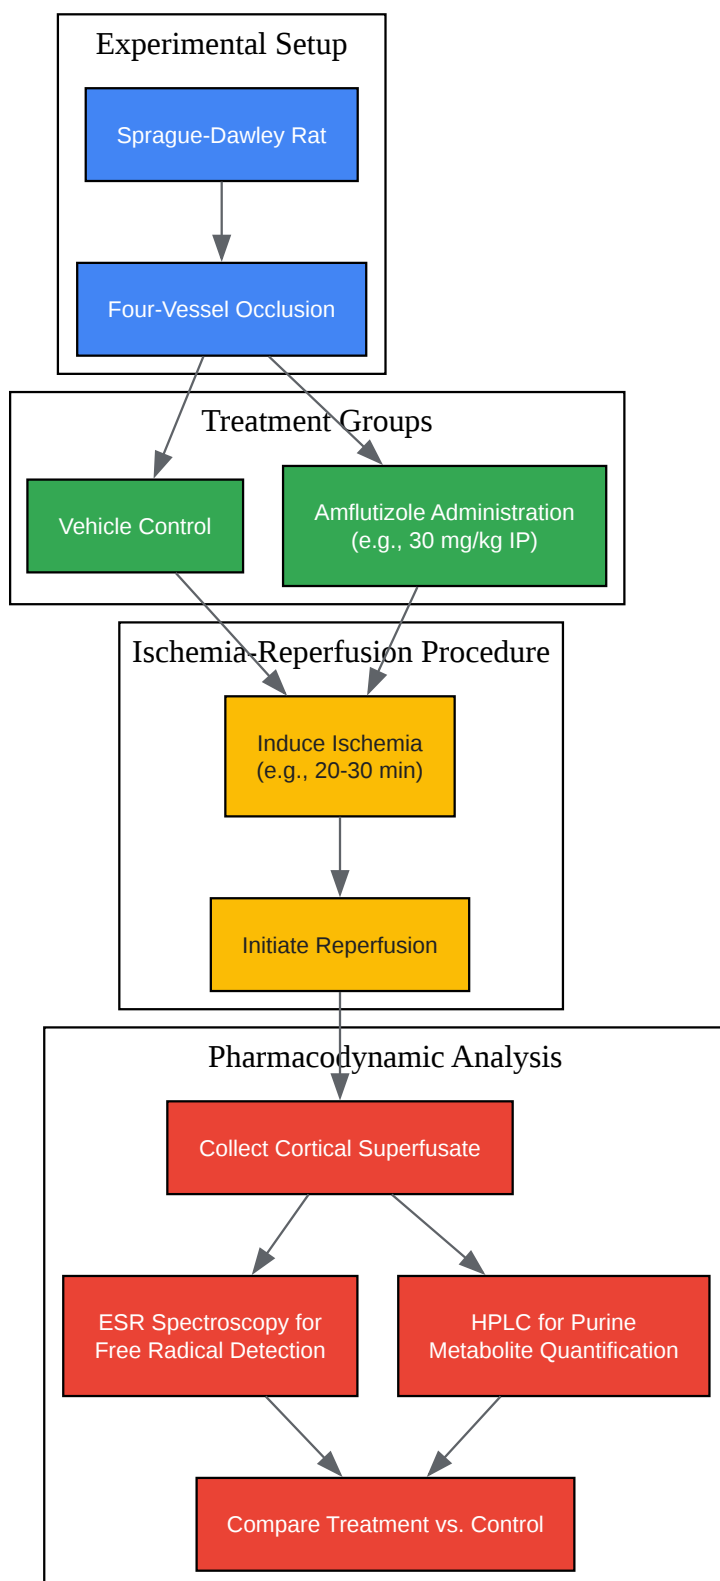 Experimental Setup
Sprague-Dawley Rat
Four-Vessel Occlusion
Treatment Groups
Vehicle Control
Amflutizole Administration
(e.g., 30 mg/kg IP)
Ischemia-Reperfusion Procedure
Induce Ischemia
(e.g., 20-30 min)
Initiate Reperfusion
Pharmacodynamic Analysis
Collect Cortical Superfusate
ESR Spectroscopy for
Free Radical Detection
HPLC for Purine
Metabolite Quantification
Compare Treatment vs. Control